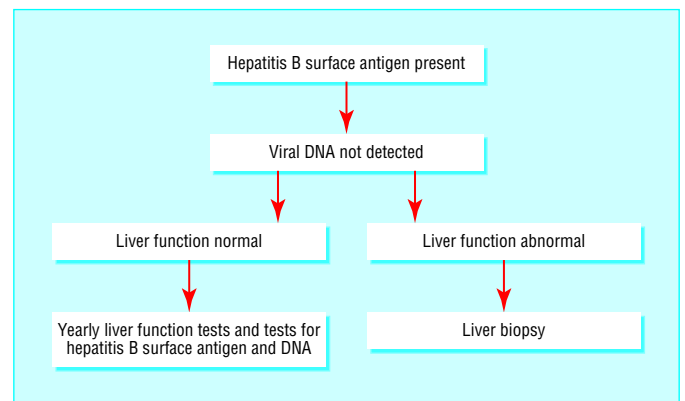 Hepatitis B surface antigen present
Viral DNA not detected
Liver function normal
Liver function abnormal
Yearly liver function tests and tests for
hepatitis B surface antigen and DNA
Liver biopsy